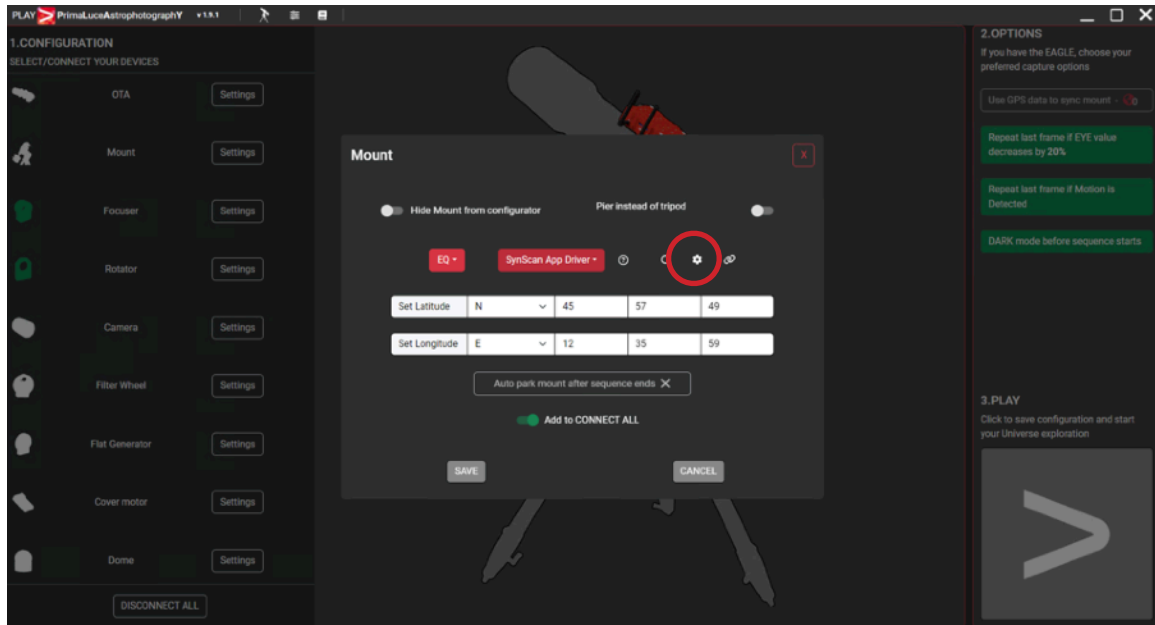 PLAY PrimaLuceAstrophotographY v 1.9.1
1.CONFIGURATION
SELECT/CONNECT YOUR DEVICES
OTA Settings
Mount Settings
Focuser Settings
Rotator Settings
Camera Settings
Filter Wheel Settings
Flat Generator Settings
Cover motor Settings
Dome Settings
DISCONNECT ALL
Mount
X
Hide Mount from configurator Pier instead of tripod
EQ SynScan App Driver
Set Latitude N 45 57 49
Set Longitude E 12 35 59
Auto park mount after sequence ends
Add to CONNECT ALL
SAVE CANCEL
2.OPTIONS
If you have the EAGLE, choose your
preferred capture options
Use GPS data to sync mount -
Repeat last frame if EYE value
decreases by 20%
Repeat last frame if Motion is
Detected
DARK mode before sequence starts
3.PLAY
Click to save configuration and start
your Universe exploration